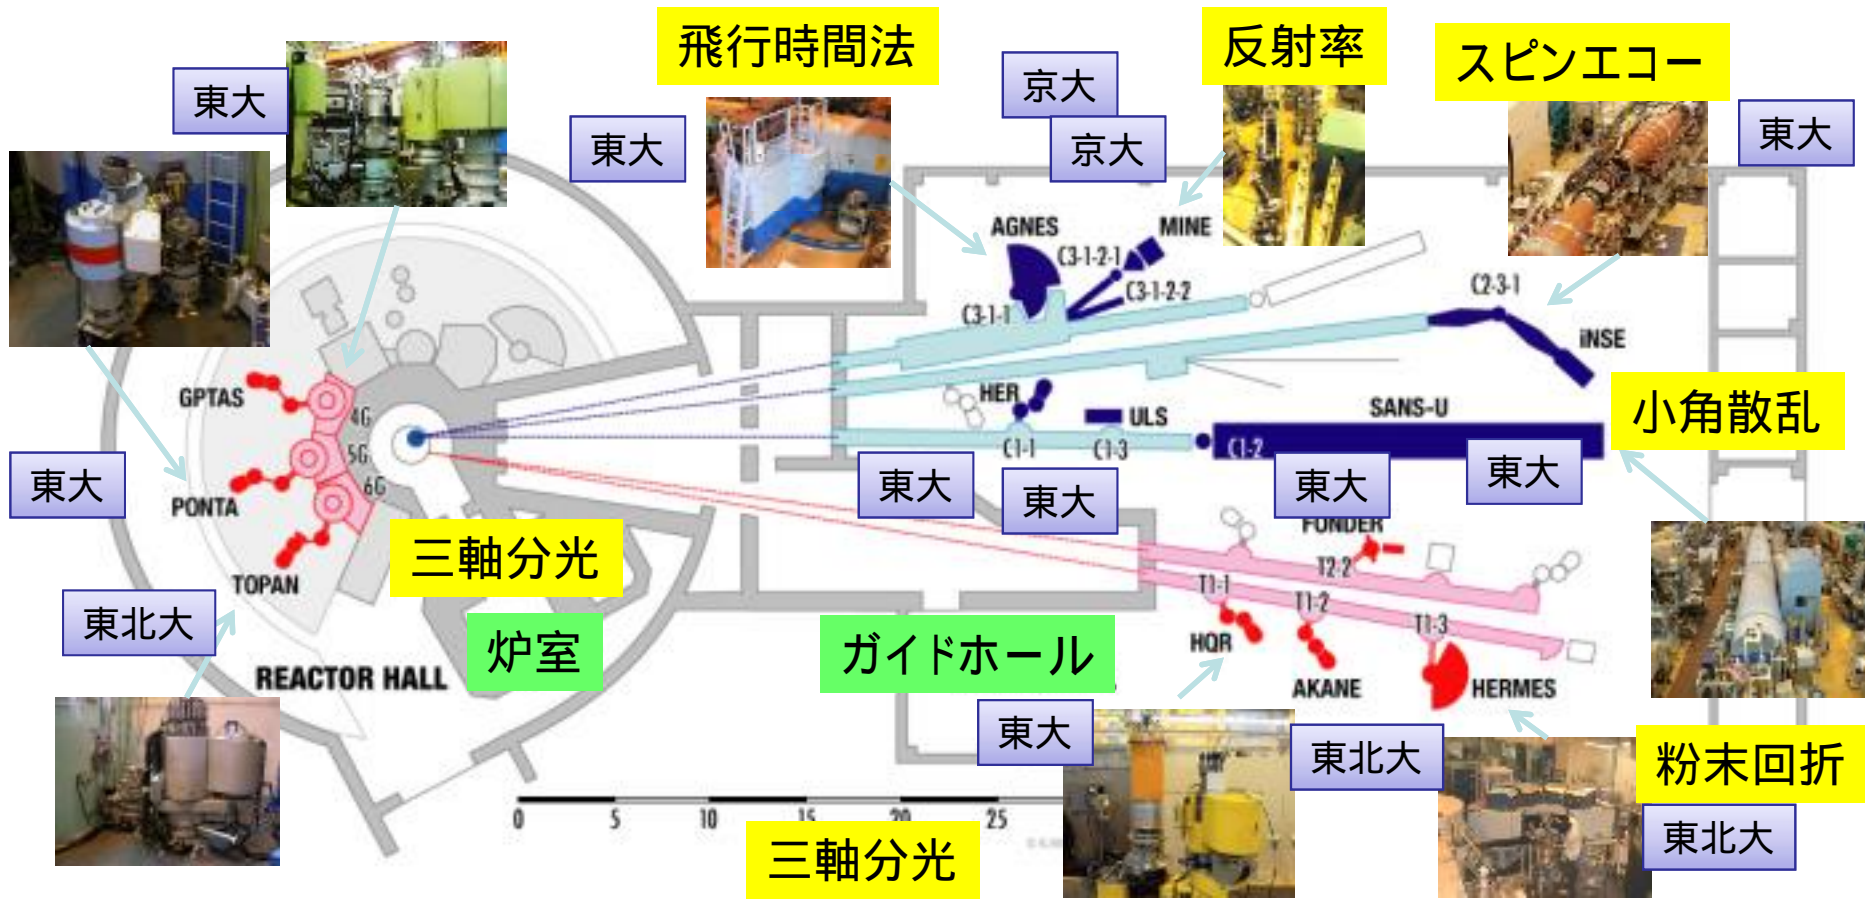 飛行時間法
反射率
スピンエコー
東大
東大
京大
京大
東大
AGNES
MINE
C3-1-2-1
C3-1-2-2
C3-1-1
C2-3-1
iNSE
GPTAS
4G
5G
6G
PONTA
TOPAN
東大
HER
ULS
SANS-U
C1-1
C1-3
C1-2
小角散乱
東大
東大
東大
東大
三軸分光
東北大
炉室
REACTOR HALL
ガイドホール
FONDER
T2-2
T1-1
T1-2
T1-3
HQR
AKANE
HERMES
東大
東北大
粉末回折
東北大
0 5 10 15 20 25
三軸分光